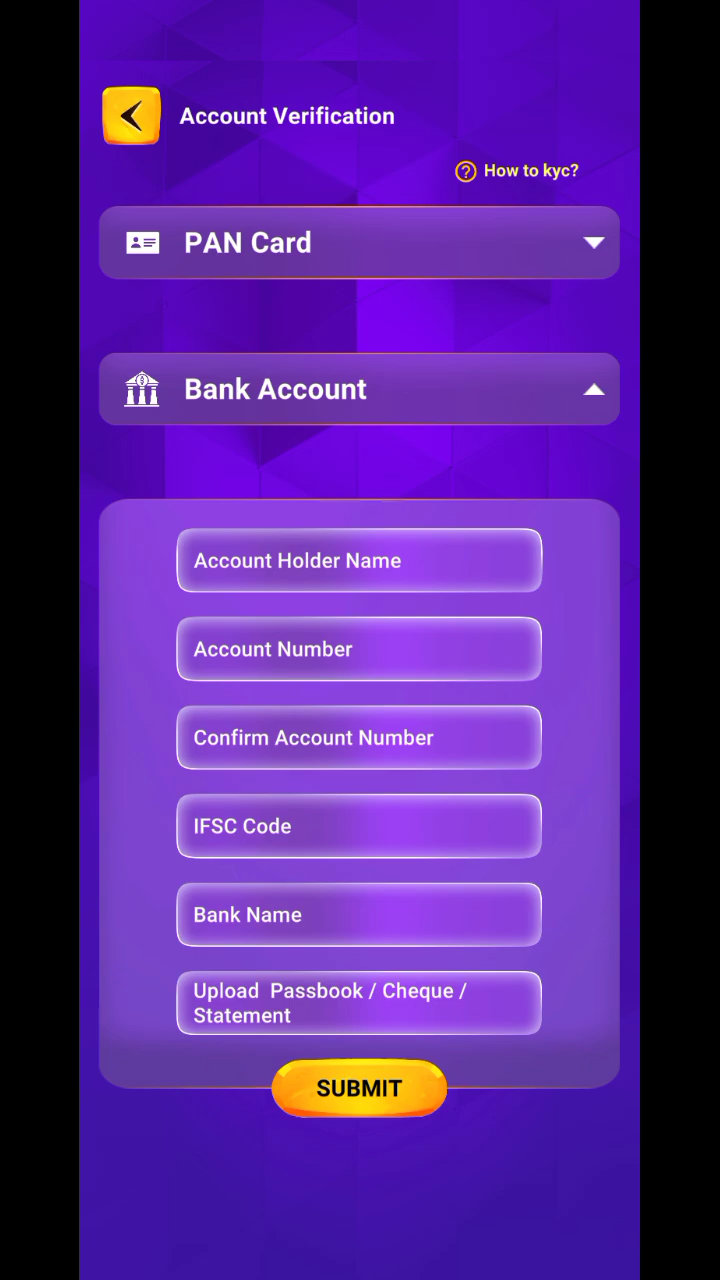 Account Verification
How to kyc?
PAN Card
Bank Account
Account Holder Name
Account Number
Confirm Account Number
IFSC Code
Bank Name
Upload  Passbook / Cheque /
Statement
SUBMIT